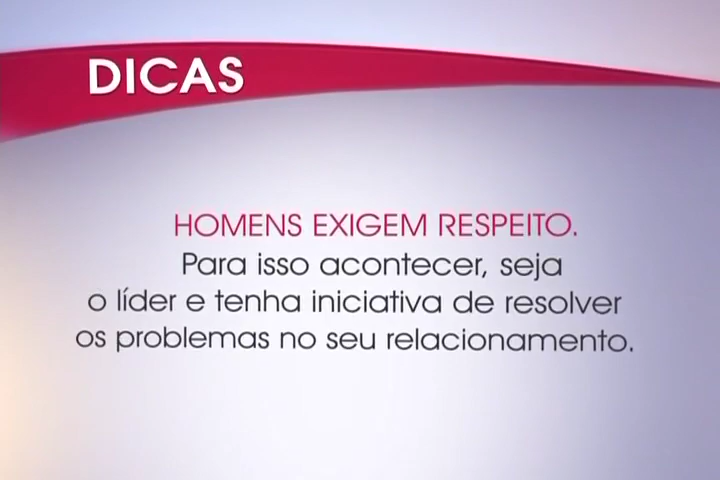 DICAS
HOMENS EXIGEM RESPEITO.
Para isso acontecer, seja
o líder e tenha iniciativa de resolver
os problemas no seu relacionamento.